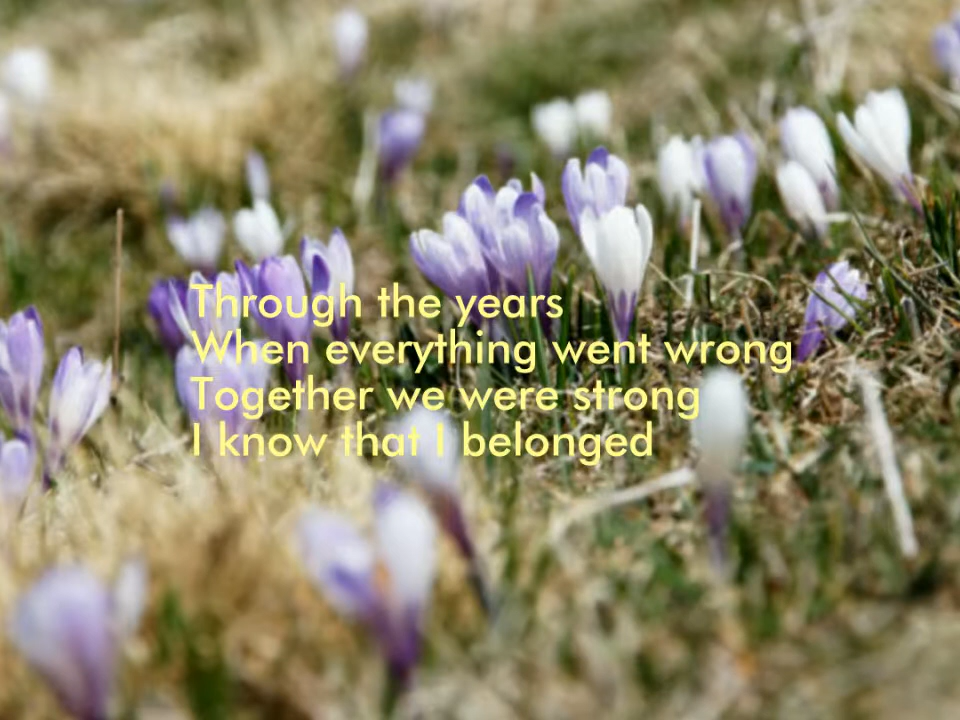 Through the years
When everything went wrong
Together we were strong
I know that I belonged